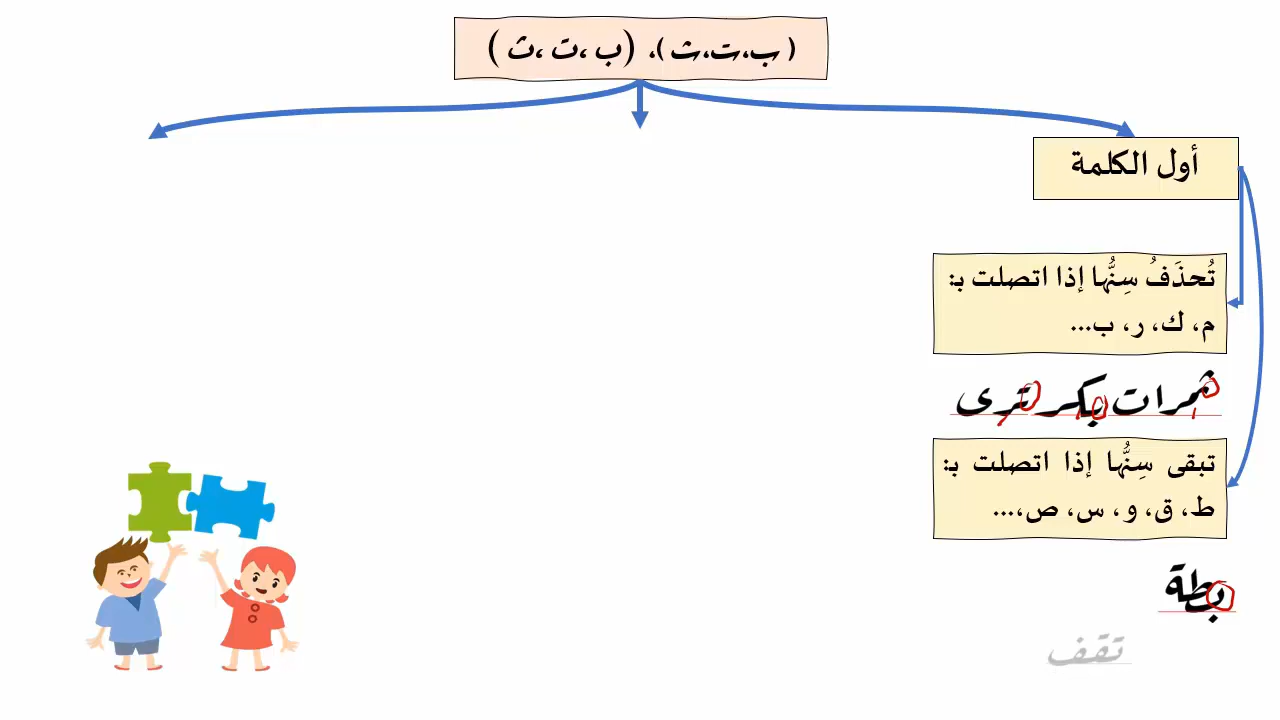 ( ب،ت،ث )، (ب ،ت ،ث )
أول الكلمة
تُحذَفُ سِنُّها إذا اتصلت بـ:
م، ك، ر، ب...
ثمرات بكر ترى
تبقى سِنُّها إذا اتصلت بـ:
ط، ق، و ، س، ص،...
بطة
تقف